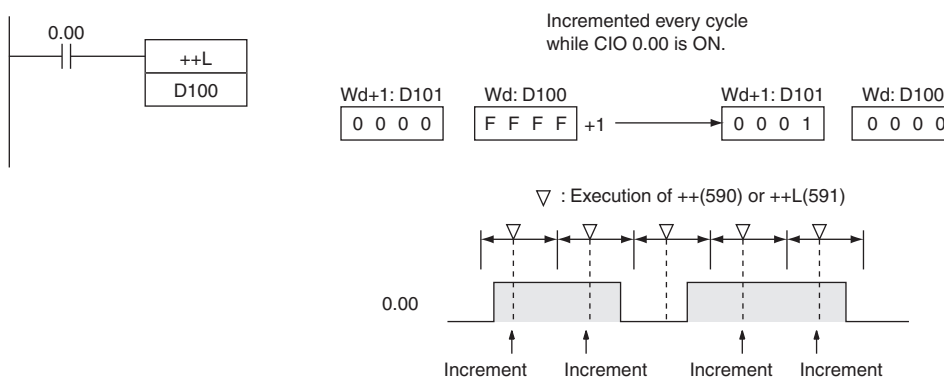 0.00
++L
D100
Incremented every cycle
while CIO 0.00 is ON.
Wd+1: D101 Wd: D100 Wd+1: D101 Wd: D100
0 0 0 0 F F F F +1 0 0 0 1 0 0 0 0
: Execution of ++(590) or ++L(591)
0.00
Increment Increment Increment Increment